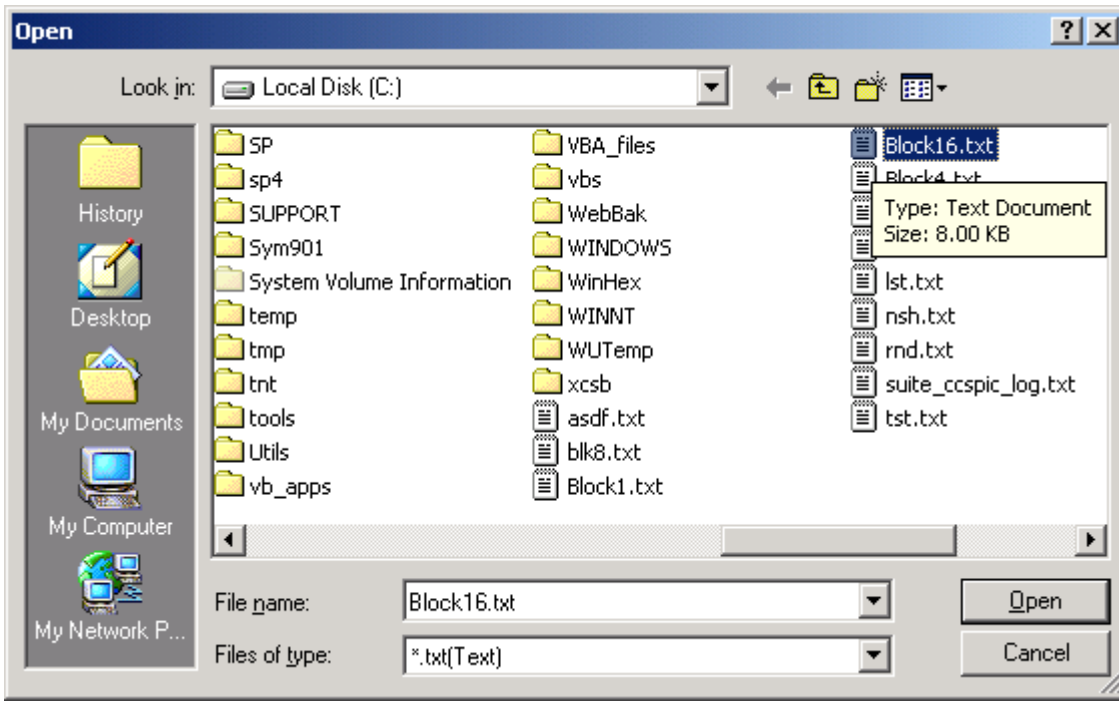 Open
Look in: Local Disk (C:)
History
Desktop
My Documents
My Computer
My Network P...
SP
sp4
SUPPORT
Sym901
System Volume Information
temp
tmp
tnt
tools
Utils
vb_apps
VBA_files
vbs
WebBak
WINDOWS
WinHex
WINNT
WUTemp
xcsb
asdf.txt
blk8.txt
Block1.txt
Block16.txt
Block4.txt
Type: Text Document
Size: 8.00 KB
lst.txt
nsh.txt
rnd.txt
suite_ccspic_log.txt
tst.txt
File name: Block16.txt
Open
Files of type: *.txt(Text)
Cancel